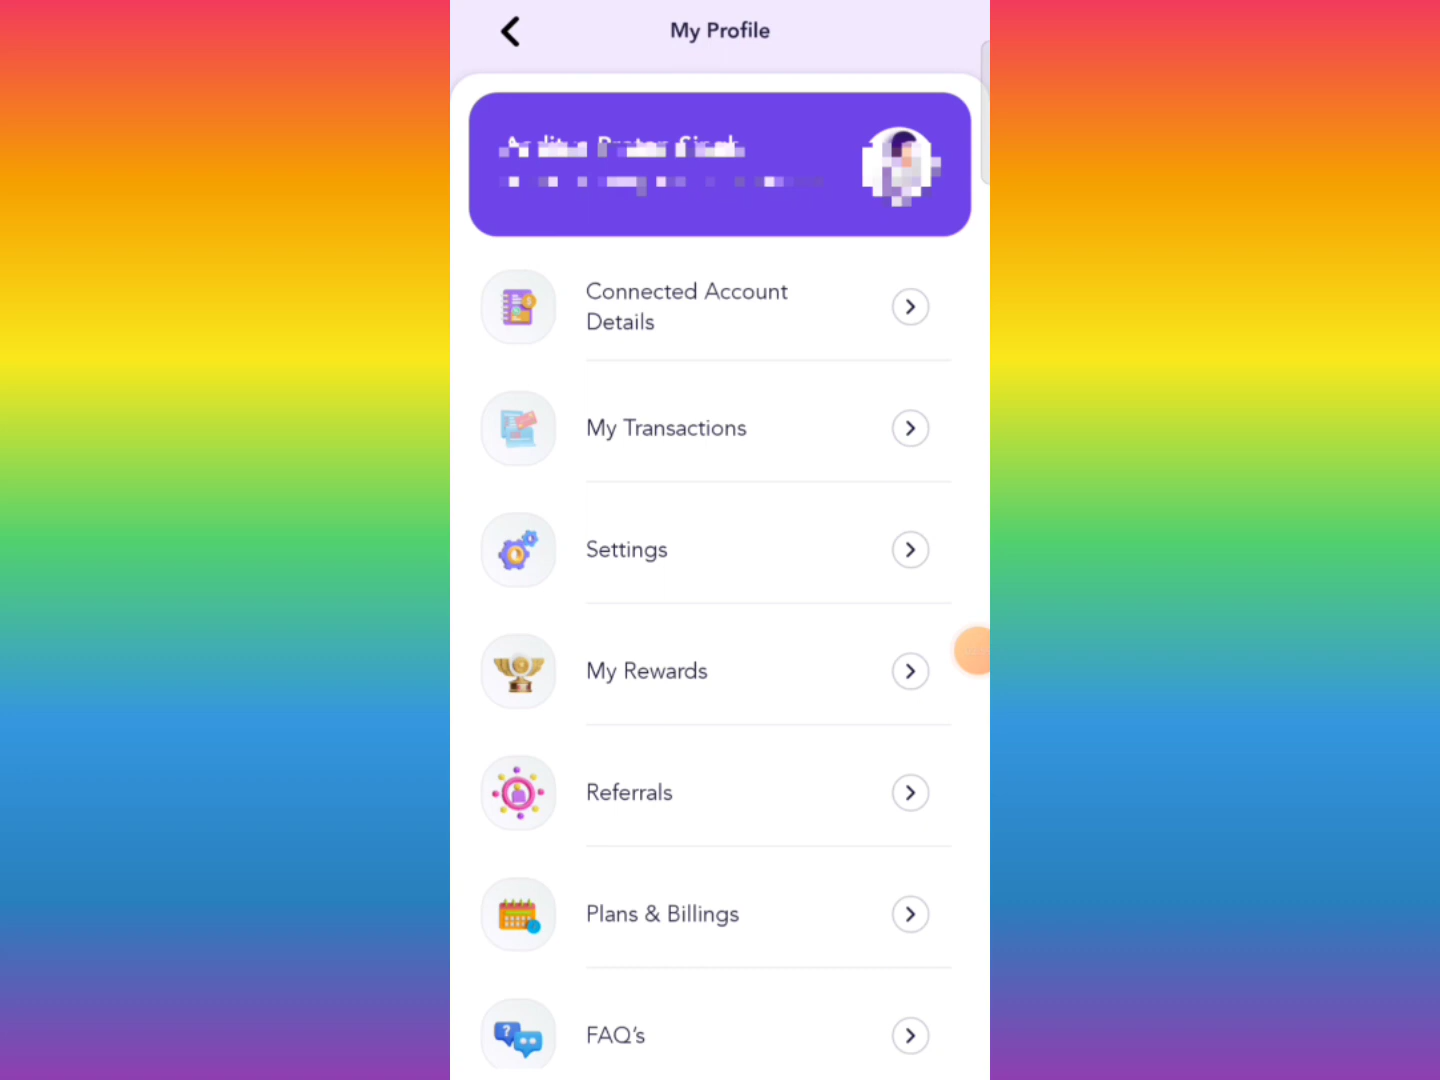 My Profile
Connected Account
Details
My Transactions
Settings
My Rewards
Referrals
Plans & Billings
FAQ's